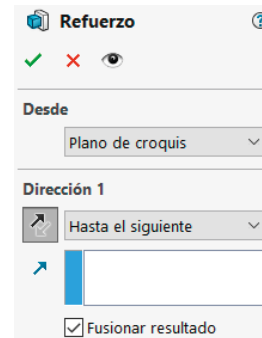 Refuerzo
Desde
Plano de croquis
Dirección 1
Hasta el siguiente
Fusionar resultado